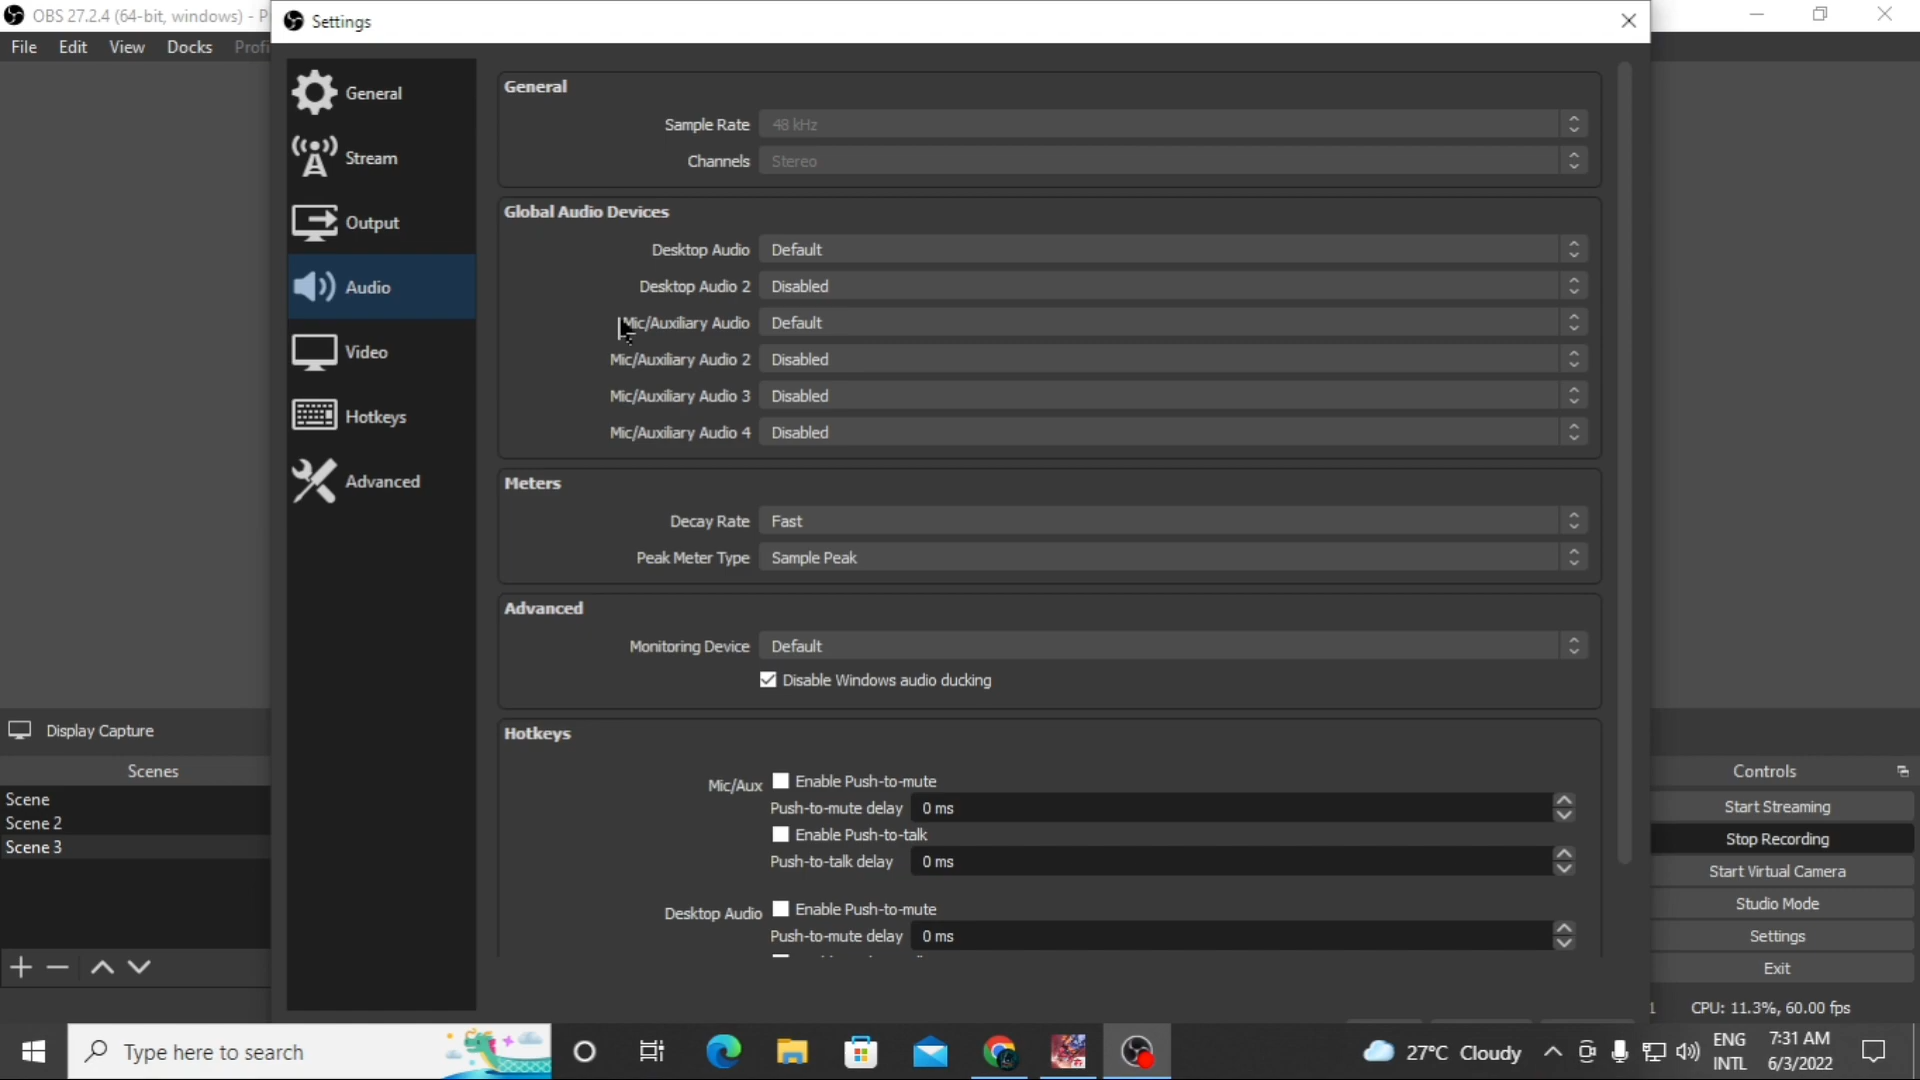 OBS 27.2.4 (64-bit, windows) - P
Settings
File Edit View Docks Profi
General
Stream
Output
Audio
Video
Hotkeys
Advanced
General
Sample Rate 48 kHz
Channels Stereo
Global Audio Devices
Desktop Audio Default
Desktop Audio 2 Disabled
Mic/Auxiliary Audio Default
Mic/Auxiliary Audio 2 Disabled
Mic/Auxiliary Audio 3 Disabled
Mic/Auxiliary Audio 4 Disabled
Meters
Decay Rate Fast
Peak Meter Type Sample Peak
Advanced
Monitoring Device Default
Disable Windows audio ducking
Hotkeys
Mic/Aux Enable Push-to-mute
Push-to-mute delay 0 ms
Enable Push-to-talk
Push-to-talk delay 0 ms
Desktop Audio Enable Push-to-mute
Push-to-mute delay 0 ms
Display Capture
Scenes
Scene
Scene 2
Scene 3
Controls
Start Streaming
Stop Recording
Start Virtual Camera
Studio Mode
Settings
Exit
CPU: 11.3%, 60.00 fps
Type here to search
27°C Cloudy
ENG
INTL
7:31 AM
6/3/2022